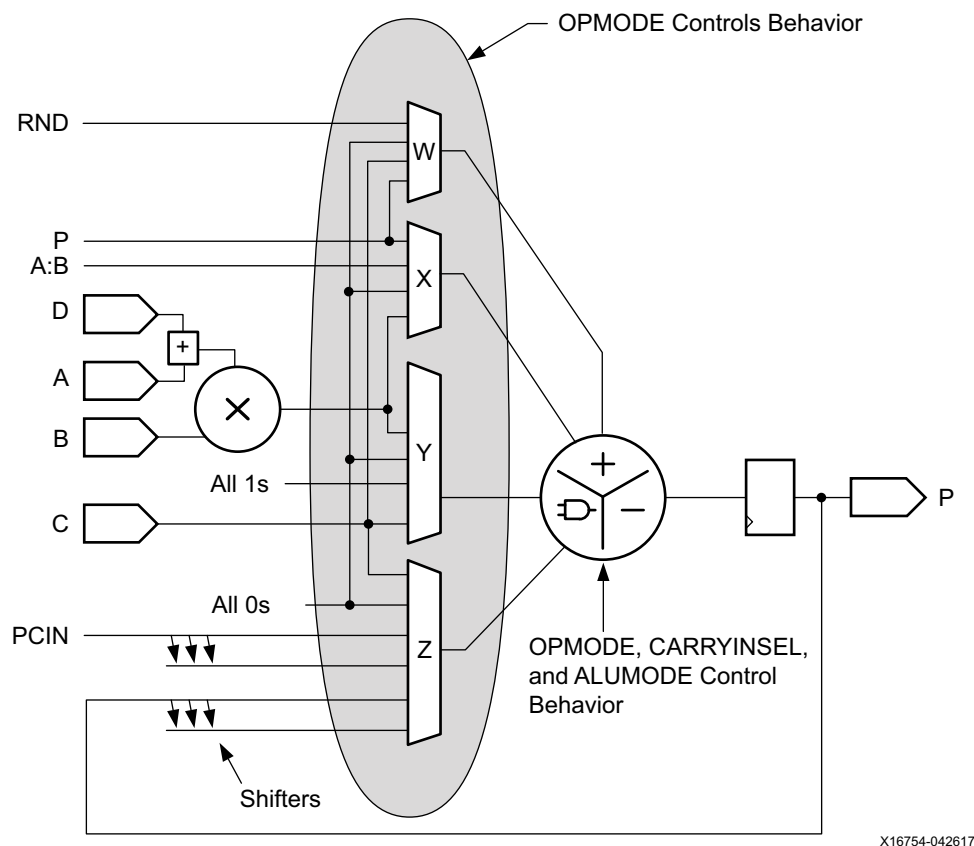 OPMODE Controls Behavior
RND
W
P
A:B
X
D
+
A
×
B
Y
All 1s
C
+
−
P
All 0s
PCIN
Z
OPMODE, CARRYINSEL,
and ALUMODE Control
Behavior
Shifters
X16754-042617